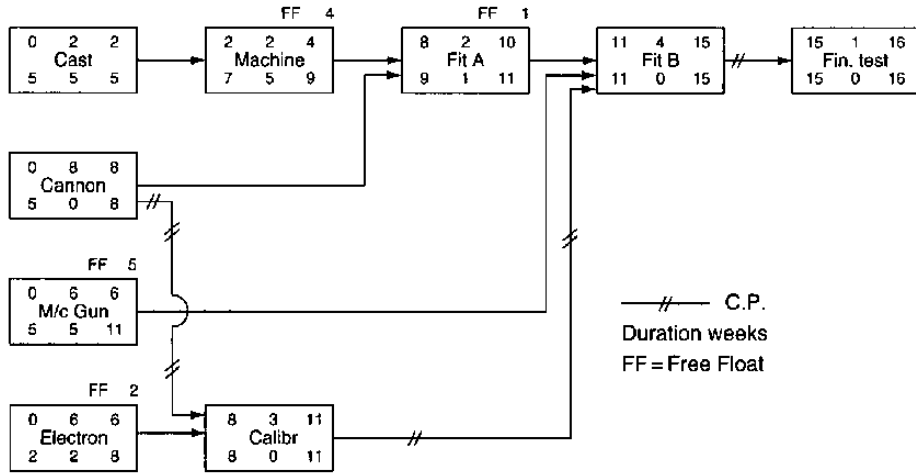 FF 4
FF 1
0 2 2
Cast
5 5 5
2 2 4
Machine
7 5 9
8 2 10
Fit A
9 1 11
11 4 15
Fit B
11 0 15
15 1 16
Fin. test
15 0 16
0 8 8
Cannon
5 0 8
FF 5
0 6 6
M/c Gun
5 5 11
C.P.
Duration weeks
FF = Free Float
FF 2
0 6 6
Electron
2 2 8
8 3 11
Calibr
8 0 11